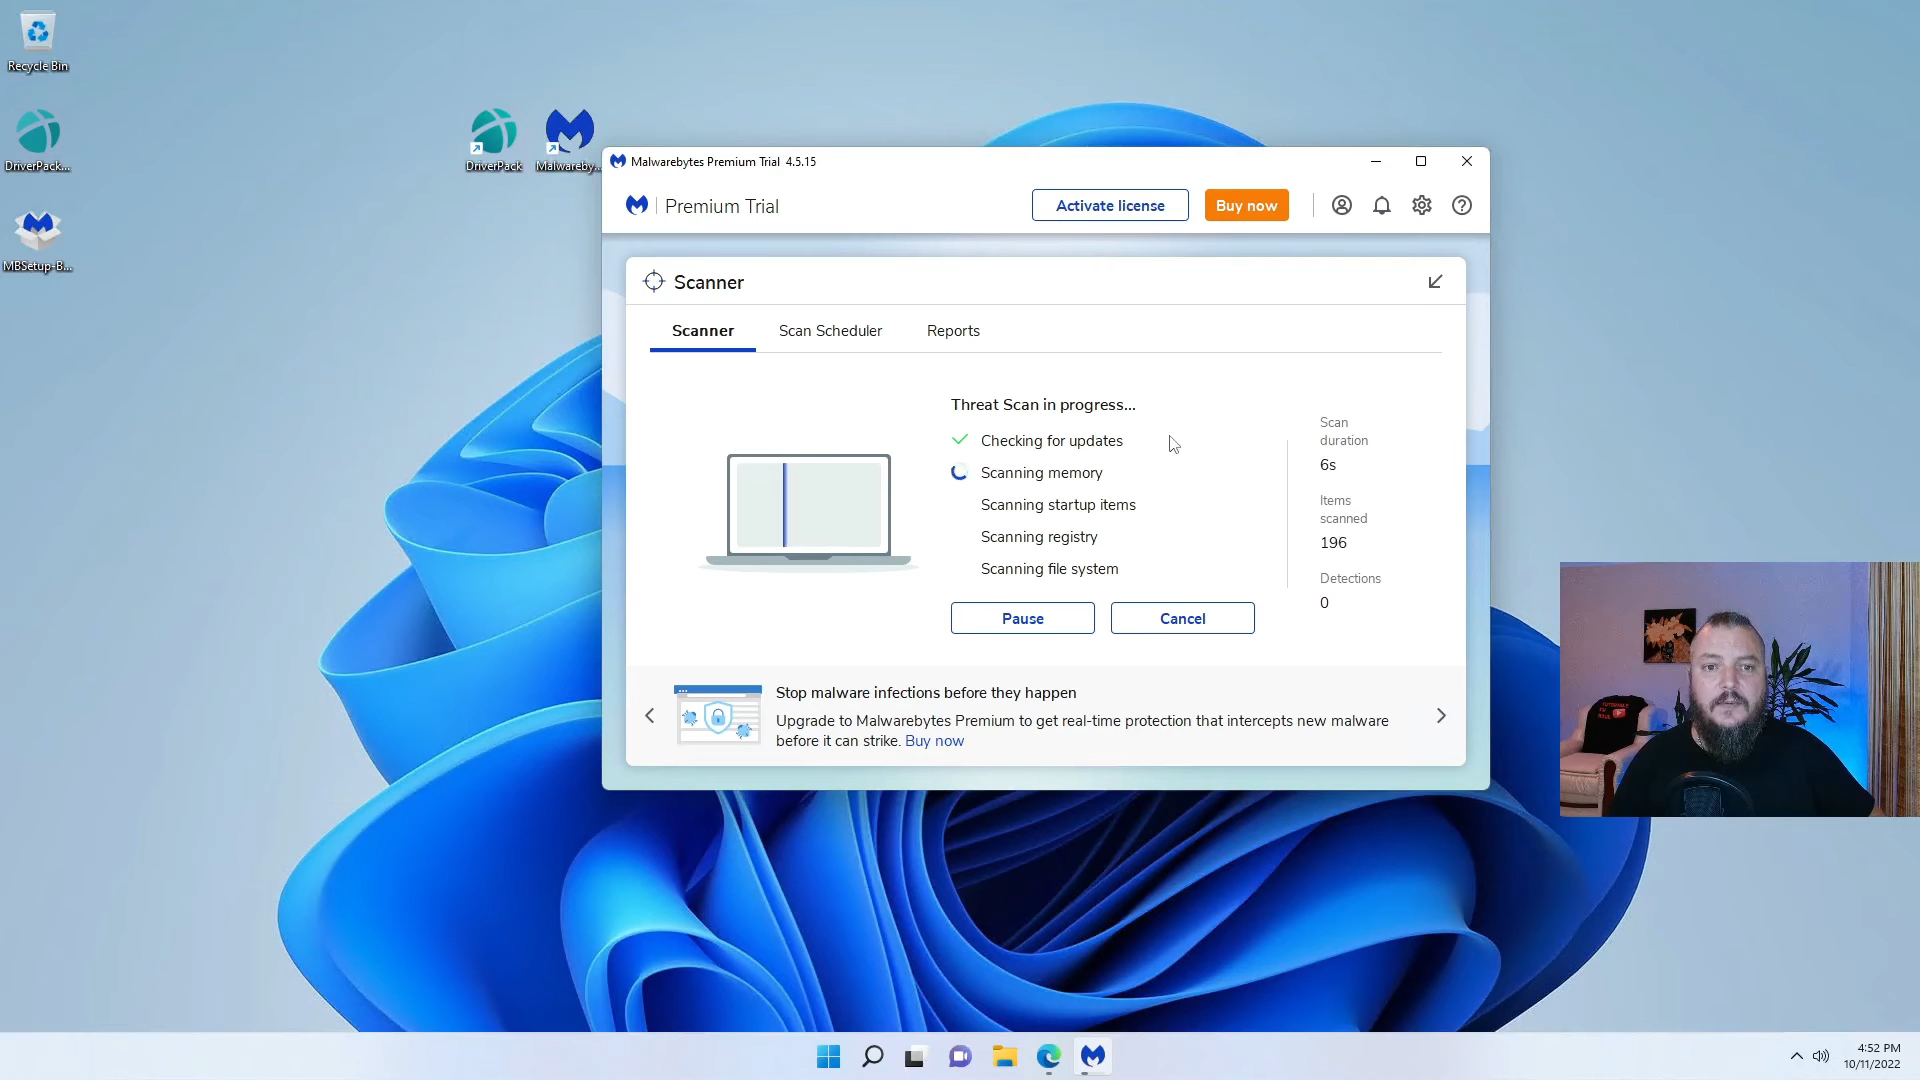 Recycle Bin
DriverPack...
MBSetup-B...
DriverPack
Malwareby...
Malwarebytes Premium Trial 4.5.15
Premium Trial
Activate license
Buy now
Scanner
Scanner
Scan Scheduler
Reports
Threat Scan in progress...
Checking for updates
Scanning memory
Scanning startup items
Scanning registry
Scanning file system
Pause
Cancel
Scan
duration
6s
Items
scanned
196
Detections
0
Stop malware infections before they happen
Upgrade to Malwarebytes Premium to get real-time protection that intercepts new malware
before it can strike. Buy now
4:52 PM
10/11/2022